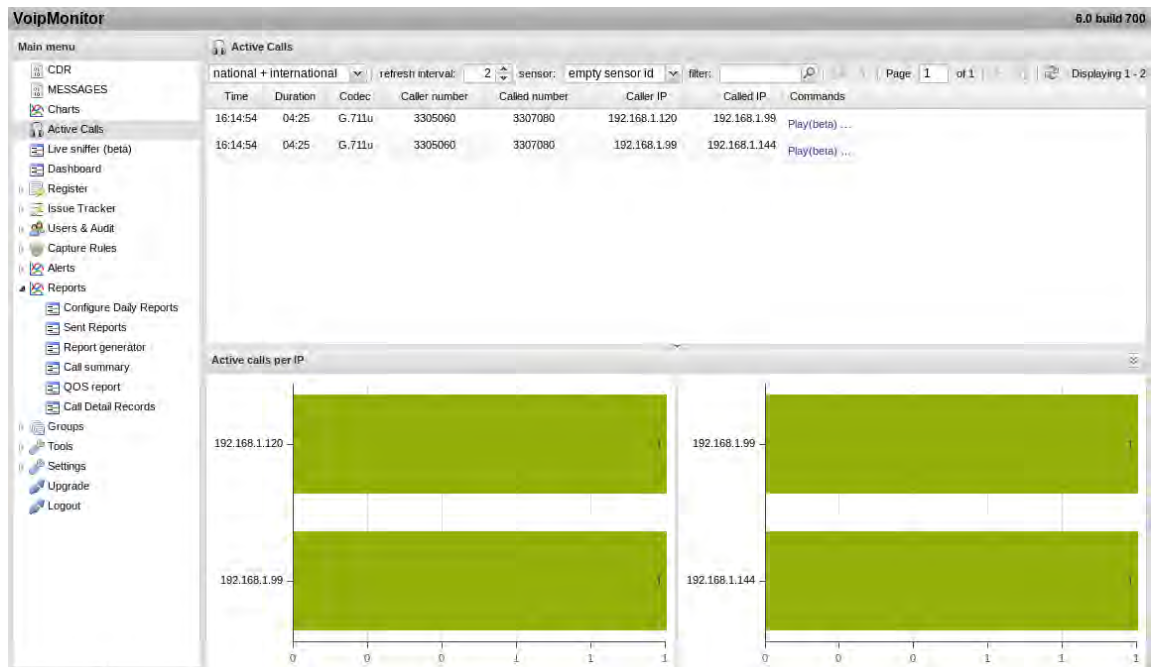 VoipMonitor 6.0 build 700
Main menu
CDR
MESSAGES
Charts
Active Calls
Live sniffer (beta)
Dashboard
Register
Issue Tracker
Users & Audit
Capture Rules
Alerts
Reports
Configure Daily Reports
Sent Reports
Report generator
Call summary
QOS report
Call Detail Records
Groups
Tools
Settings
Upgrade
Logout
Active Calls
national + international refresh interval: 2 sensor: empty sensor id filter: Page 1 of 1 Displaying 1 - 2
Time Duration Codec Caller number Called number Caller IP Called IP Commands
16:14:54 04:25 G.711u 3305060 3307080 192.168.1.120 192.168.1.99 Play(beta) ...
16:14:54 04:25 G.711u 3305060 3307080 192.168.1.99 192.168.1.144 Play(beta) ...
Active calls per IP
192.168.1.120 1
192.168.1.99 1
0 0 0 1 1 1
192.168.1.99 1
192.168.1.144 1
0 0 0 1 1 1